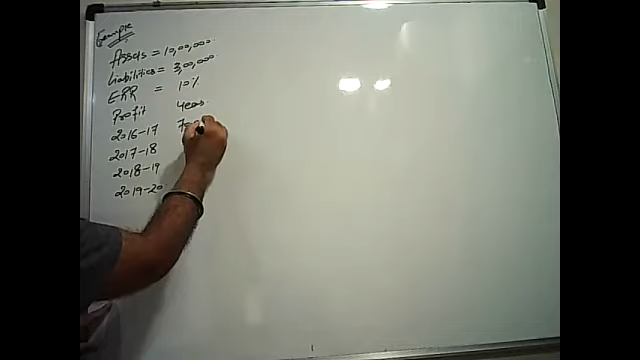 Example
Assets = 10,00,000
Liabilities = 3,00,000
ERR = 10%
Profit 4 years
2016-17
2017-18
2018-19
2019-20